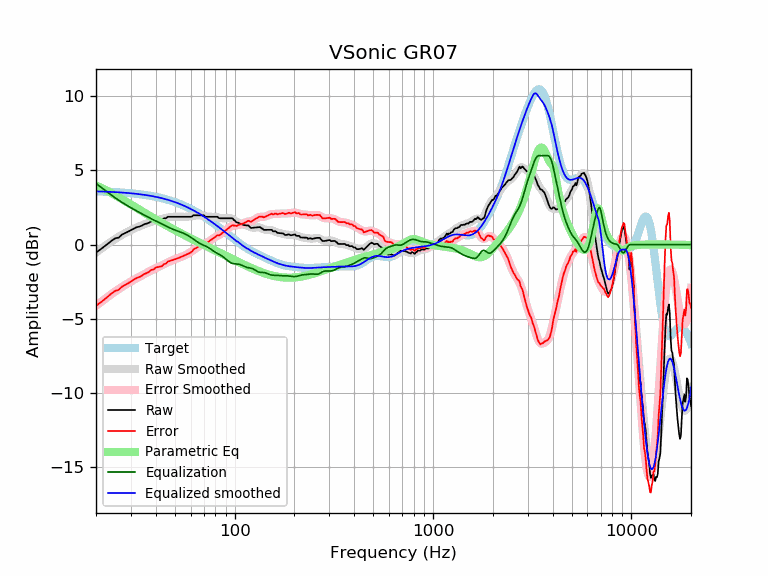 VSonic GR07
Amplitude (dBr)
10
5
0
−5
−10
−15
Target
Raw Smoothed
Error Smoothed
Raw
Error
Parametric Eq
Equalization
Equalized smoothed
100 1000 10000
Frequency (Hz)